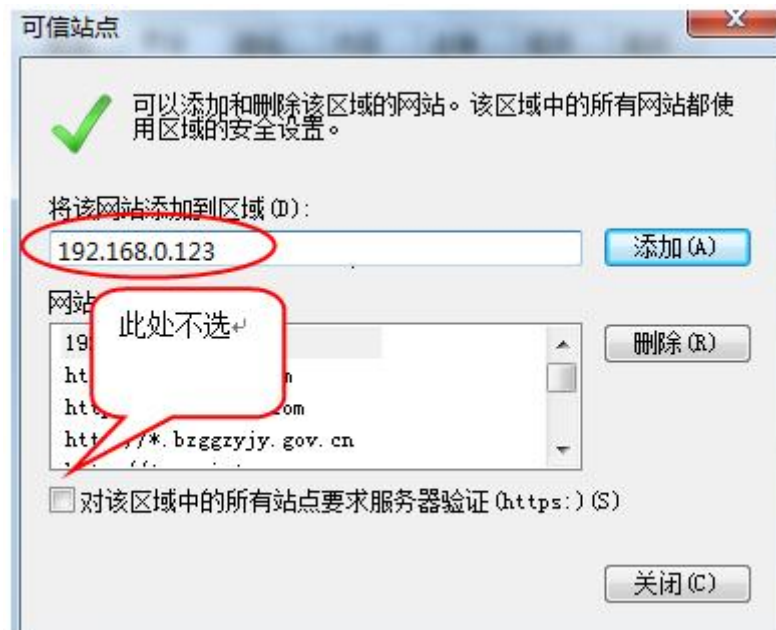 可信站点
可以添加和删除该区域的网站。该区域中的所有网站都使
用区域的安全设置。
将该网站添加到区域(D):
192.168.0.123
添加(A)
网站
此处不选
删除(R)
http://*.bzggzyjy.gov.cn
对该区域中的所有站点要求服务器验证(https:)(S)
关闭(C)